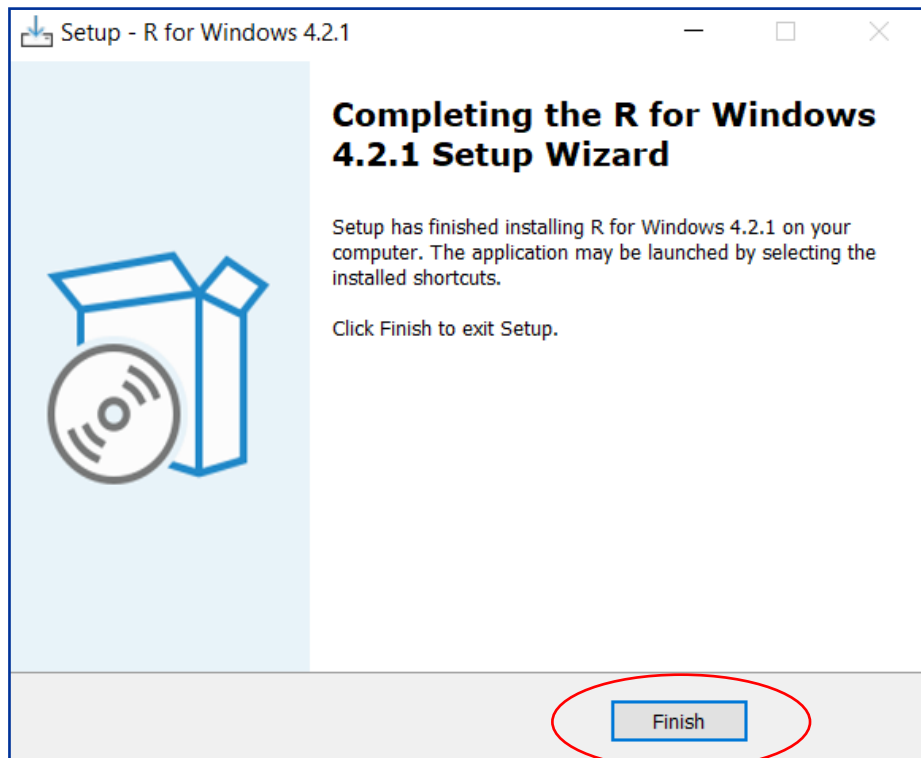 Setup - R for Windows 4.2.1
Completing the R for Windows
4.2.1 Setup Wizard
Setup has finished installing R for Windows 4.2.1 on your
computer. The application may be launched by selecting the
installed shortcuts.
Click Finish to exit Setup.
Finish